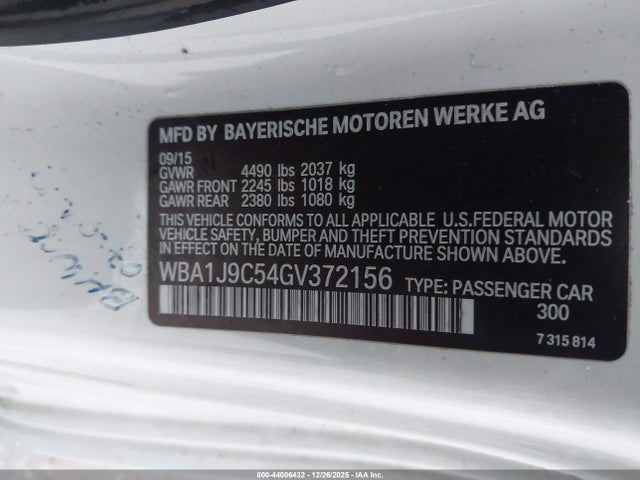 MFD BY BAYERISCHE MOTOREN WERKE AG
09/15
GVWR 4490 lbs 2037 kg
GAWR FRONT 2245 lbs 1018 kg
GAWR REAR 2380 lbs 1080 kg
THIS VEHICLE CONFORMS TO ALL APPLICABLE U.S.FEDERAL MOTOR
VEHICLE SAFETY, BUMPER AND THEFT PREVENTION STANDARDS
IN EFFECT ON THE DATE OF MANUFACTURE SHOWN ABOVE.
WBA1J9C54GV372156 TYPE: PASSENGER CAR
300
7 315 814
000-44006432 - 12/26/2025 - IAAI.COM